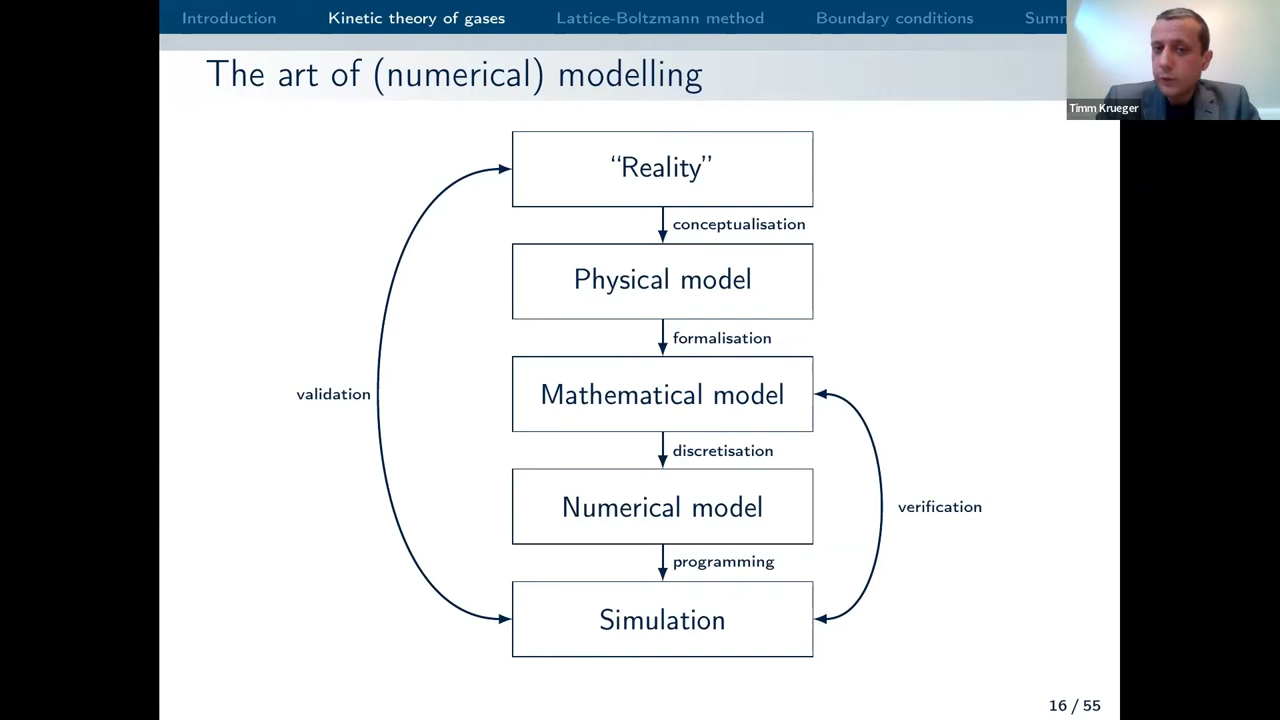 Introduction Kinetic theory of gases Lattice-Boltzmann method Boundary conditions
The art of (numerical) modelling
Timm Krueger
“Reality”
conceptualisation
Physical model
formalisation
validation
Mathematical model
discretisation
Numerical model
verification
programming
Simulation
16 / 55